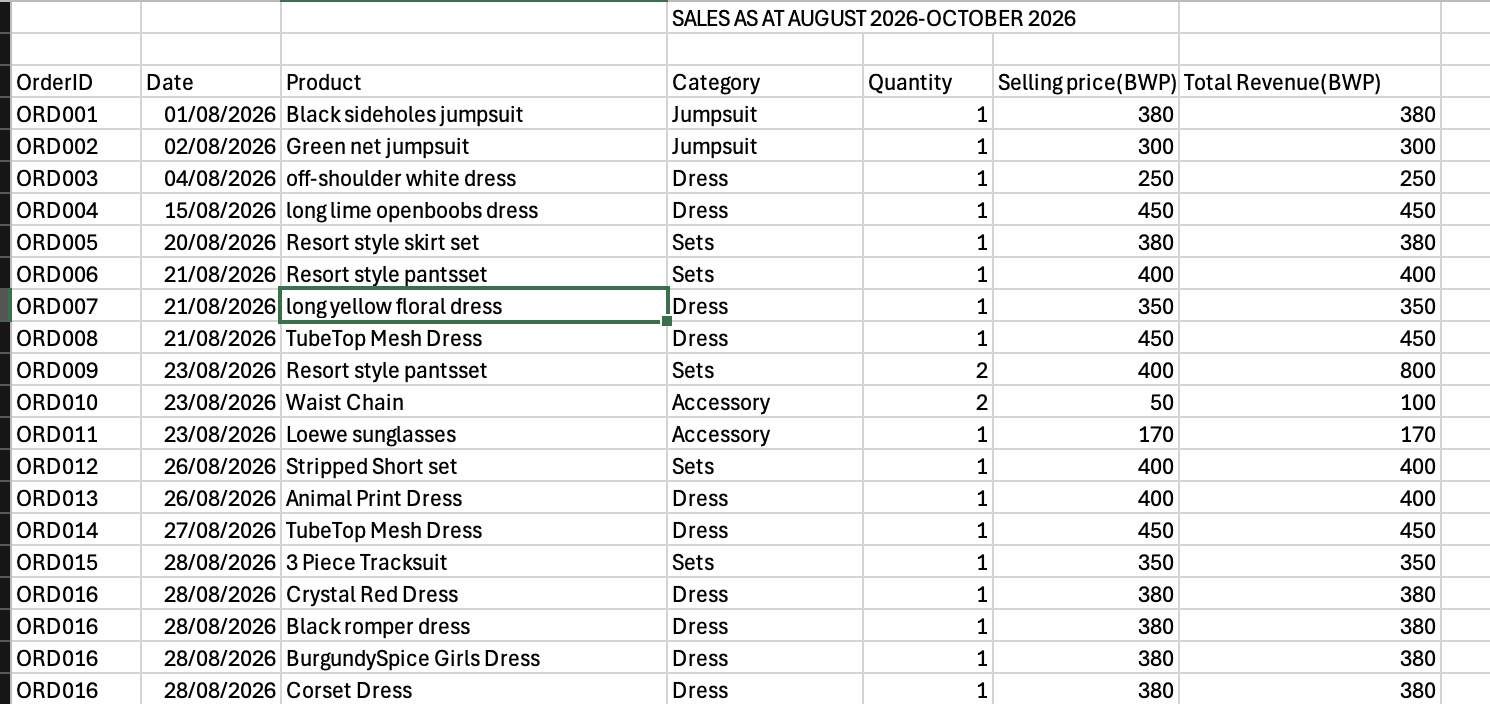 SALES AS AT AUGUST 2026-OCTOBER 2026
OrderID Date Product Category Quantity Selling price(BWP) Total Revenue(BWP)
ORD001 01/08/2026 Black sideholes jumpsuit Jumpsuit 1 380 380
ORD002 02/08/2026 Green net jumpsuit Jumpsuit 1 300 300
ORD003 04/08/2026 off-shoulder white dress Dress 1 250 250
ORD004 15/08/2026 long lime openboobs dress Dress 1 450 450
ORD005 20/08/2026 Resort style skirt set Sets 1 380 380
ORD006 21/08/2026 Resort style pantsset Sets 1 400 400
ORD007 21/08/2026 long yellow floral dress Dress 1 350 350
ORD008 21/08/2026 TubeTop Mesh Dress Dress 1 450 450
ORD009 23/08/2026 Resort style pantsset Sets 2 400 800
ORD010 23/08/2026 Waist Chain Accessory 2 50 100
ORD011 23/08/2026 Loewe sunglasses Accessory 1 170 170
ORD012 26/08/2026 Stripped Short set Sets 1 400 400
ORD013 26/08/2026 Animal Print Dress Dress 1 400 400
ORD014 27/08/2026 TubeTop Mesh Dress Dress 1 450 450
ORD015 28/08/2026 3 Piece Tracksuit Sets 1 350 350
ORD016 28/08/2026 Crystal Red Dress Dress 1 380 380
ORD016 28/08/2026 Black romper dress Dress 1 380 380
ORD016 28/08/2026 BurgundySpice Girls Dress Dress 1 380 380
ORD016 28/08/2026 Corset Dress Dress 1 380 380